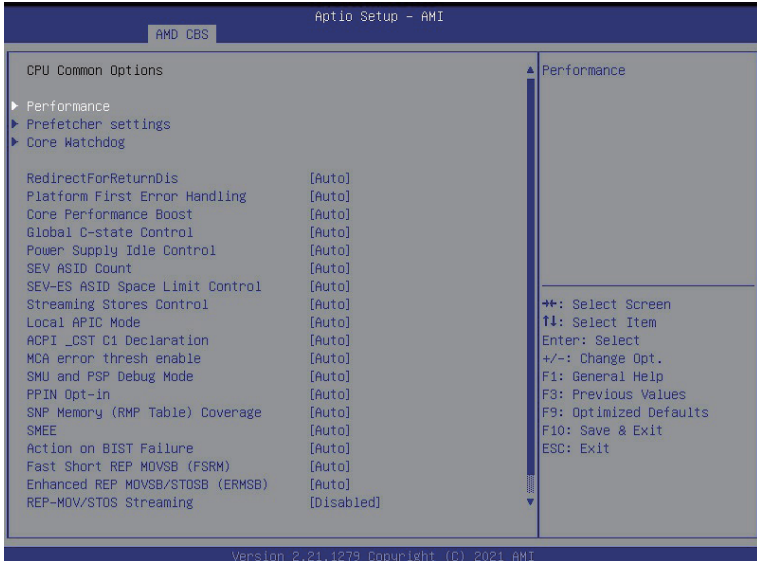 Aptio Setup – AMI
AMD CBS
CPU Common Options
Performance
Prefetcher settings
Core Watchdog
RedirectForReturnDis [Auto]
Platform First Error Handling [Auto]
Core Performance Boost [Auto]
Global C-state Control [Auto]
Power Supply Idle Control [Auto]
SEV ASID Count [Auto]
SEV-ES ASID Space Limit Control [Auto]
Streaming Stores Control [Auto]
Local APIC Mode [Auto]
ACPI _CST C1 Declaration [Auto]
MCA error thresh enable [Auto]
SMU and PSP Debug Mode [Auto]
PPIN Opt-in [Auto]
SNP Memory (RMP Table) Coverage [Auto]
SMEE [Auto]
Action on BIST Failure [Auto]
Fast Short REP MOVSB (FSRM) [Auto]
Enhanced REP MOVSB/STOSB (ERMSB) [Auto]
REP-MOV/STOS Streaming [Disabled]
Performance
→←: Select Screen
↑↓: Select Item
Enter: Select
+/-: Change Opt.
F1: General Help
F3: Previous Values
F9: Optimized Defaults
F10: Save & Exit
ESC: Exit
Version 2.21.1279 Copyright (C) 2021 AMI